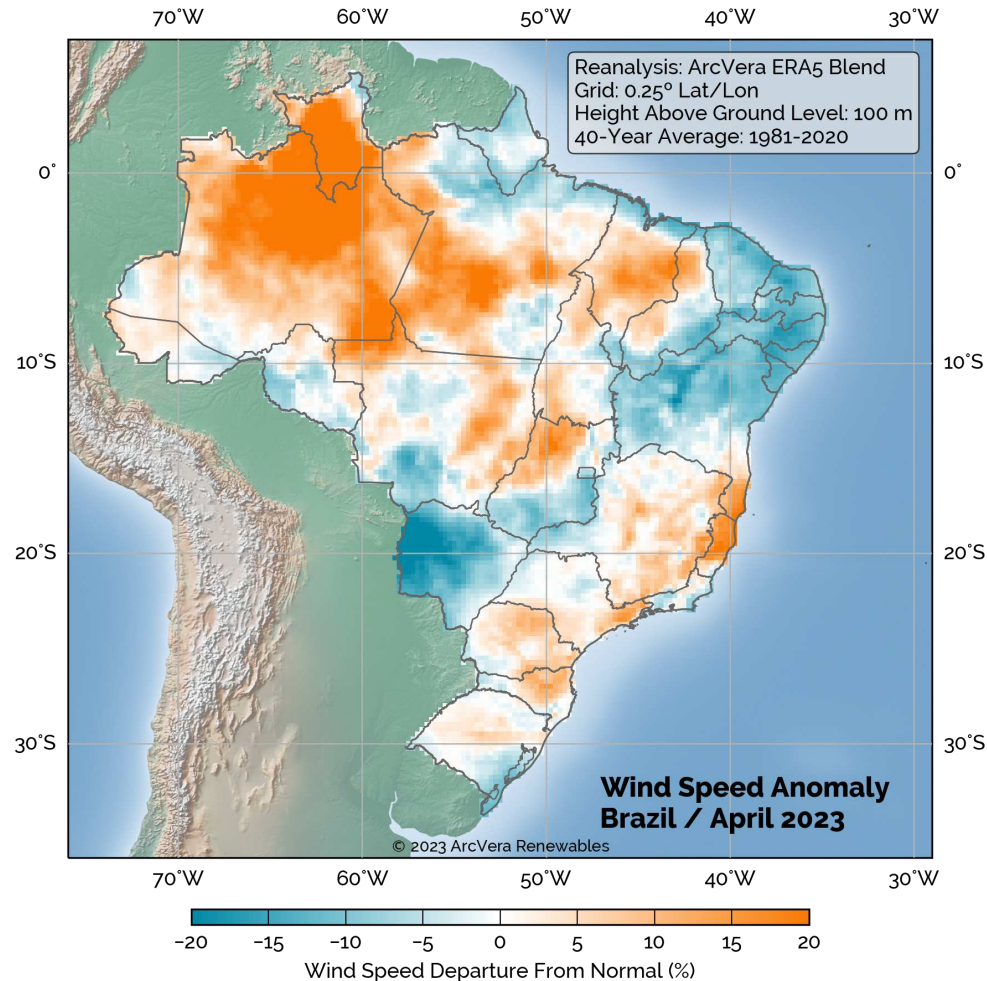 70°W 60°W 50°W 40°W 30°W
Reanalysis: ArcVera ERA5 Blend
Grid: 0.25º Lat/Lon
Height Above Ground Level: 100 m
40-Year Average: 1981-2020
0° 0°
10°S 10°S
20°S 20°S
30°S 30°S
Wind Speed Anomaly
Brazil / April 2023
© 2023 ArcVera Renewables
70°W 60°W 50°W 40°W 30°W
−20 −15 −10 −5 0 5 10 15 20
Wind Speed Departure From Normal (%)